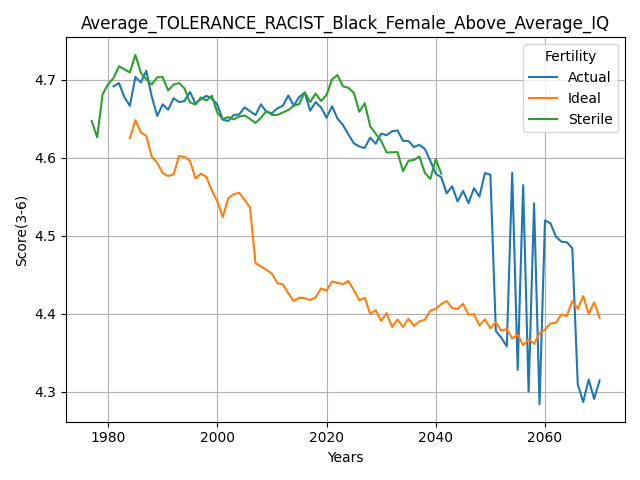 Average_TOLERANCE_RACIST_Black_Female_Above_Average_IQ
Fertility
Actual
Ideal
Sterile
Score(3-6)
4.7
4.6
4.5
4.4
4.3
1980
2000
2020
2040
2060
Years